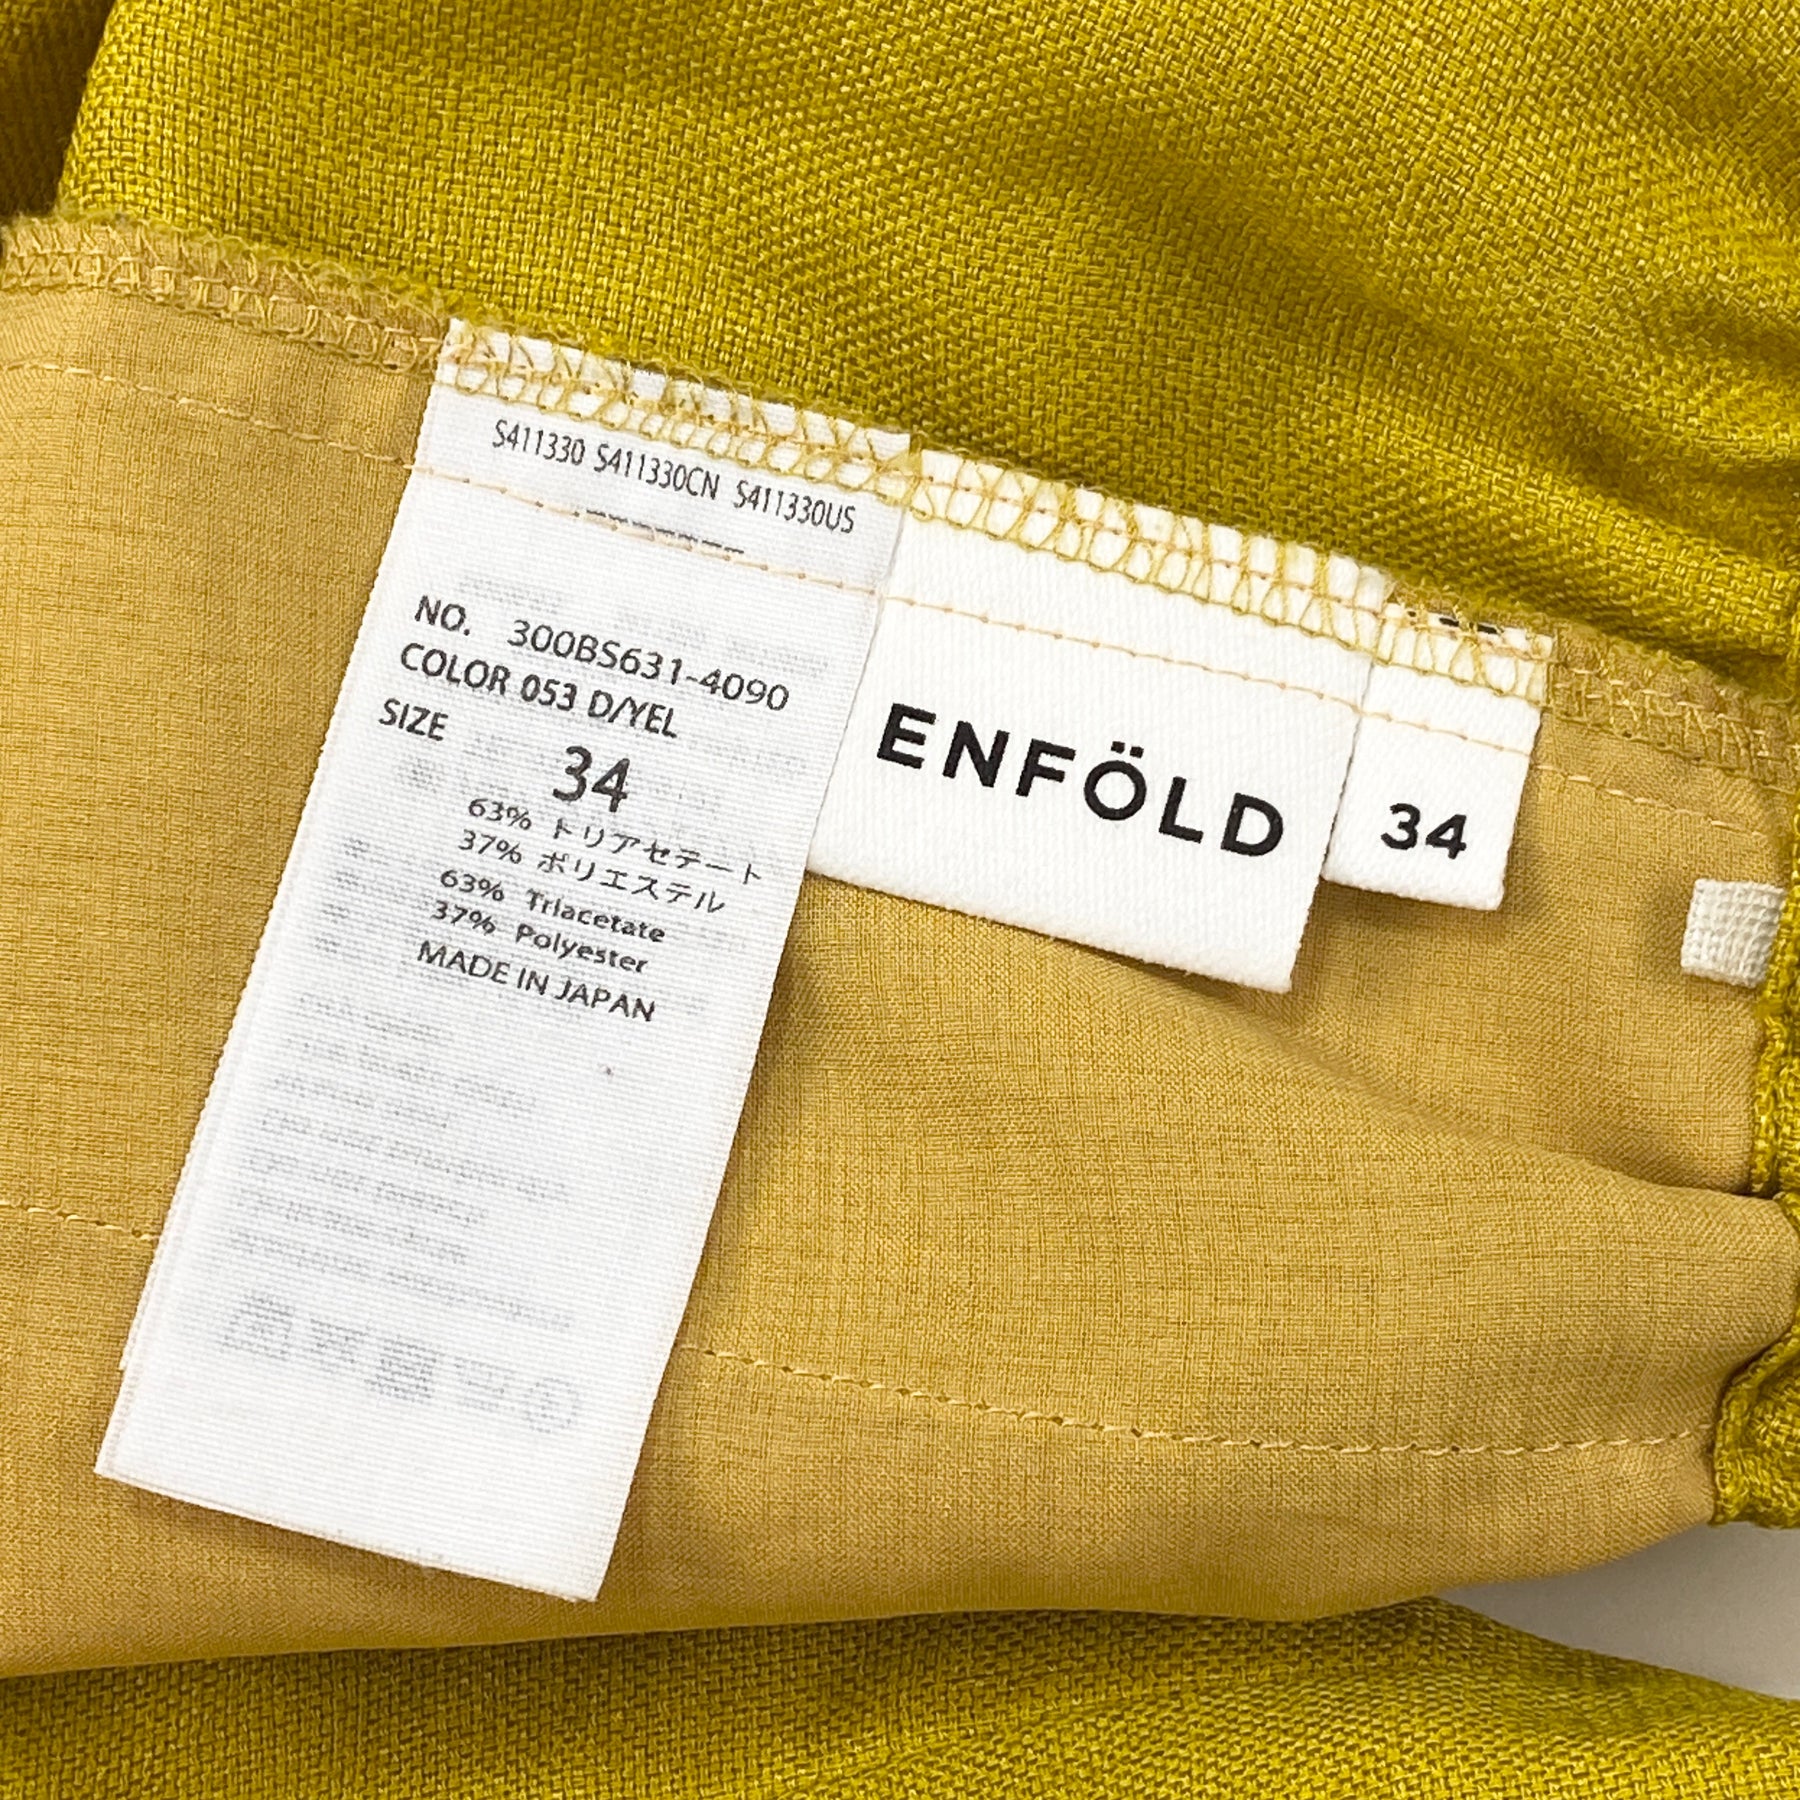 S411330 S411330CN S411330US
NO. 300BS631-4090
COLOR 053 D/YEL
SIZE
34
63% トリアセテート
37% ポリエステル
63% Triacetate
37% Polyester
MADE IN JAPAN
ENFÖLD
34